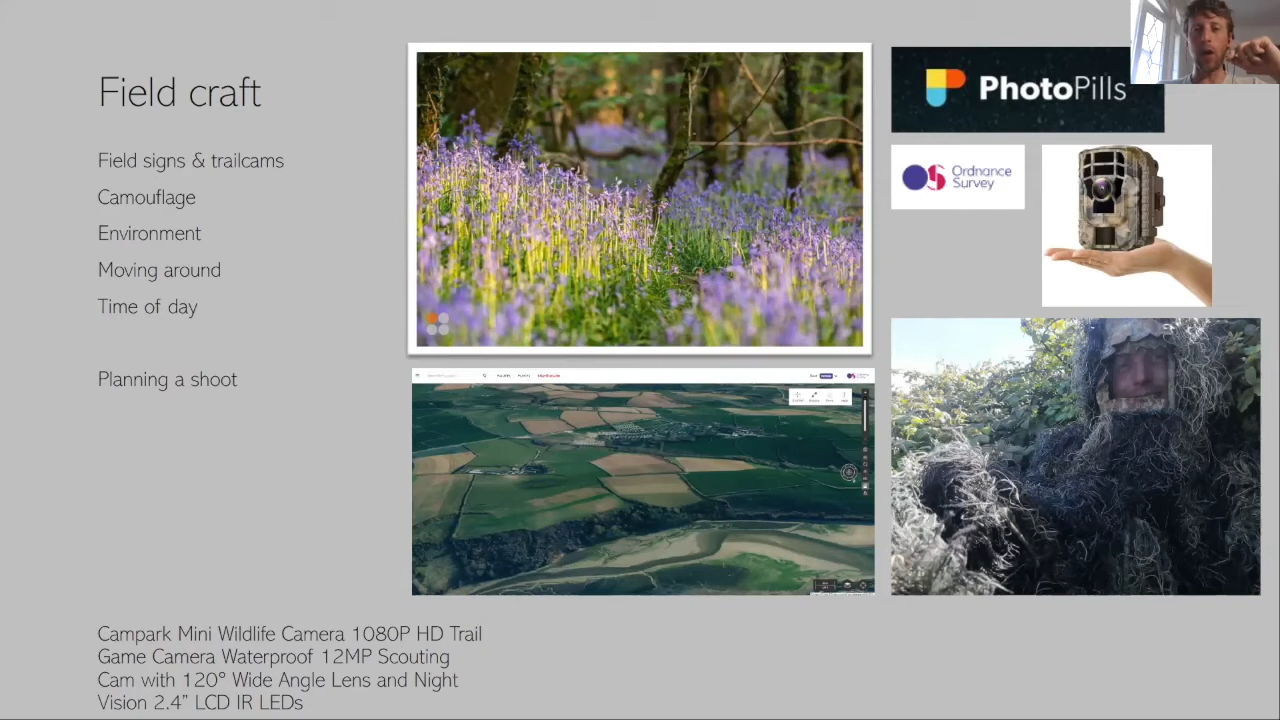 Field craft
Field signs & trailcams
Camouflage
Environment
Moving around
Time of day
Planning a shoot
PhotoPills
Ordnance
Survey
Campark Mini Wildlife Camera 1080P HD Trail
Game Camera Waterproof 12MP Scouting
Cam with 120° Wide Angle Lens and Night
Vision 2.4” LCD IR LEDs